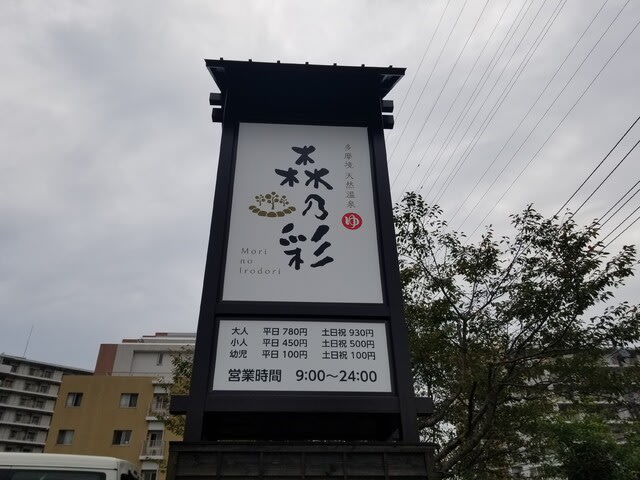 多摩境 天然温泉
ゆ
森乃彩
Mori
no
Irodori
大人 平日 780円 土日祝 930円
小人 平日 450円 土日祝 500円
幼児 平日 100円 土日祝 100円
営業時間 9:00～24:00